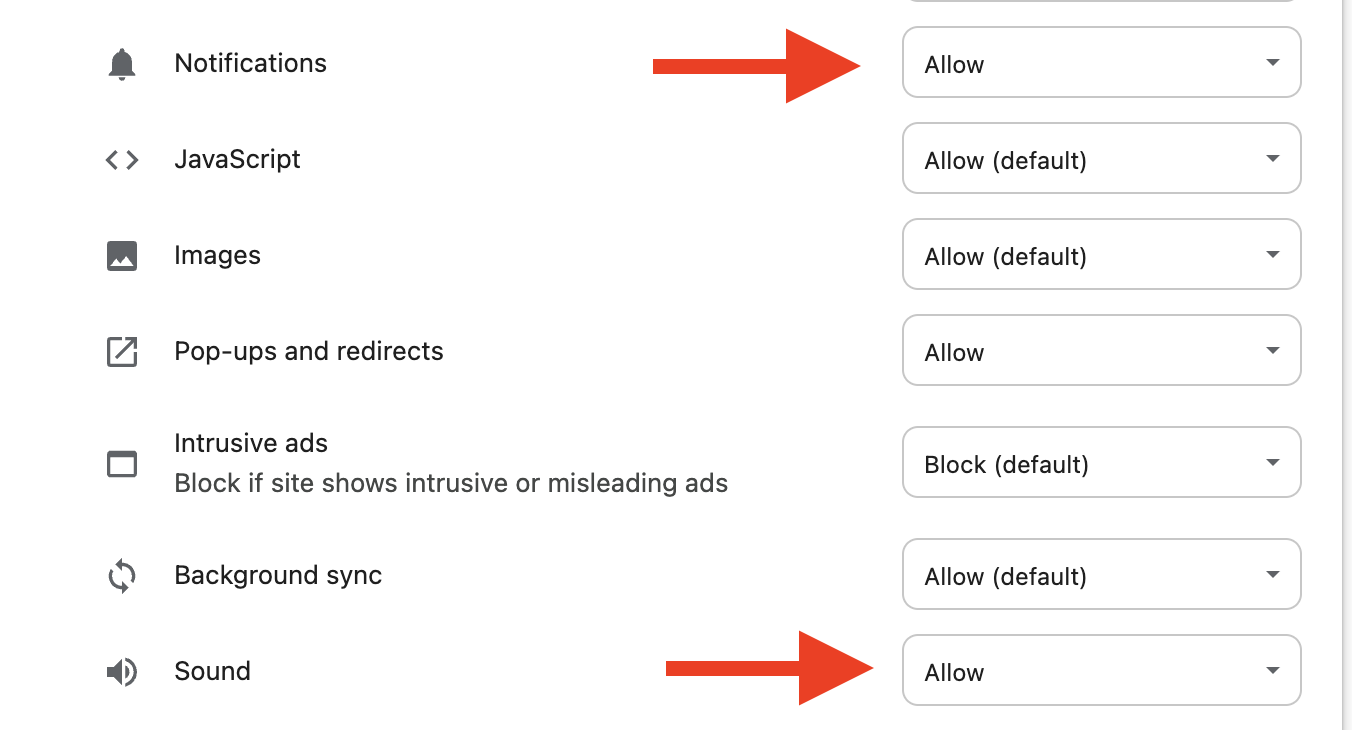 Notifications
Allow
JavaScript
Allow (default)
Images
Allow (default)
Pop-ups and redirects
Allow
Intrusive ads
Block if site shows intrusive or misleading ads
Block (default)
Background sync
Allow (default)
Sound
Allow